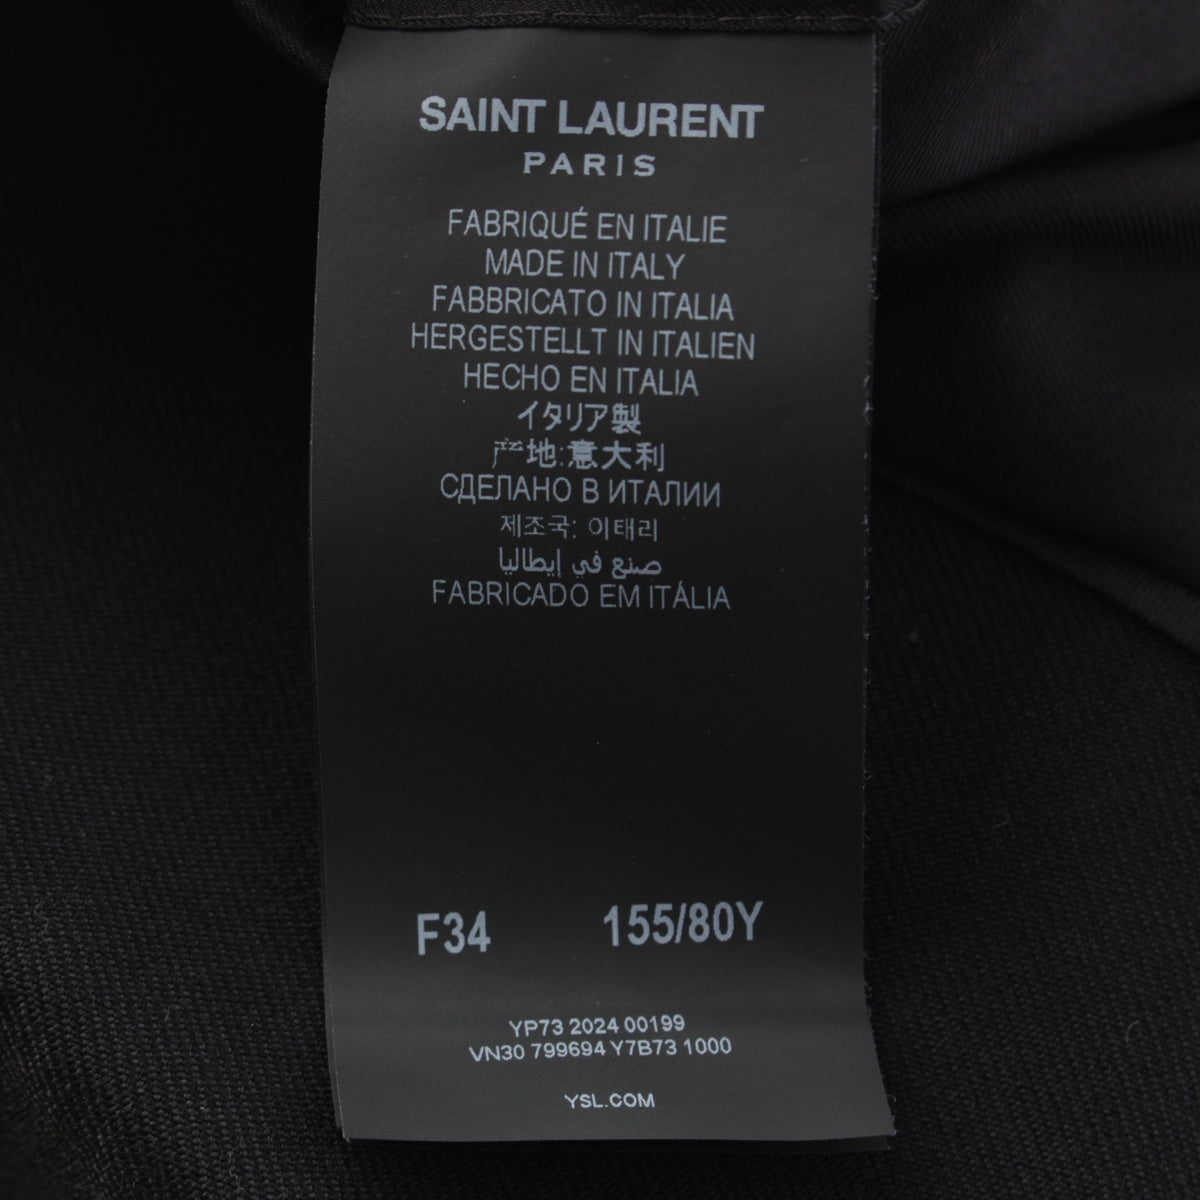 SAINT LAURENT
PARIS
FABRIQUÉ EN ITALIE
MADE IN ITALY
FABBRICATO IN ITALIA
HERGESTELLT IN ITALIEN
HECHO EN ITALIA
イタリア製
产地:意大利
СДЕЛАНО В ИТАЛИИ
제조국: 이태리
صنع في إيطاليا
FABRICADO EM ITÁLIA
F34 155/80Y
YP73 2024 00199
VN30 799694 Y7B73 1000
YSL.COM